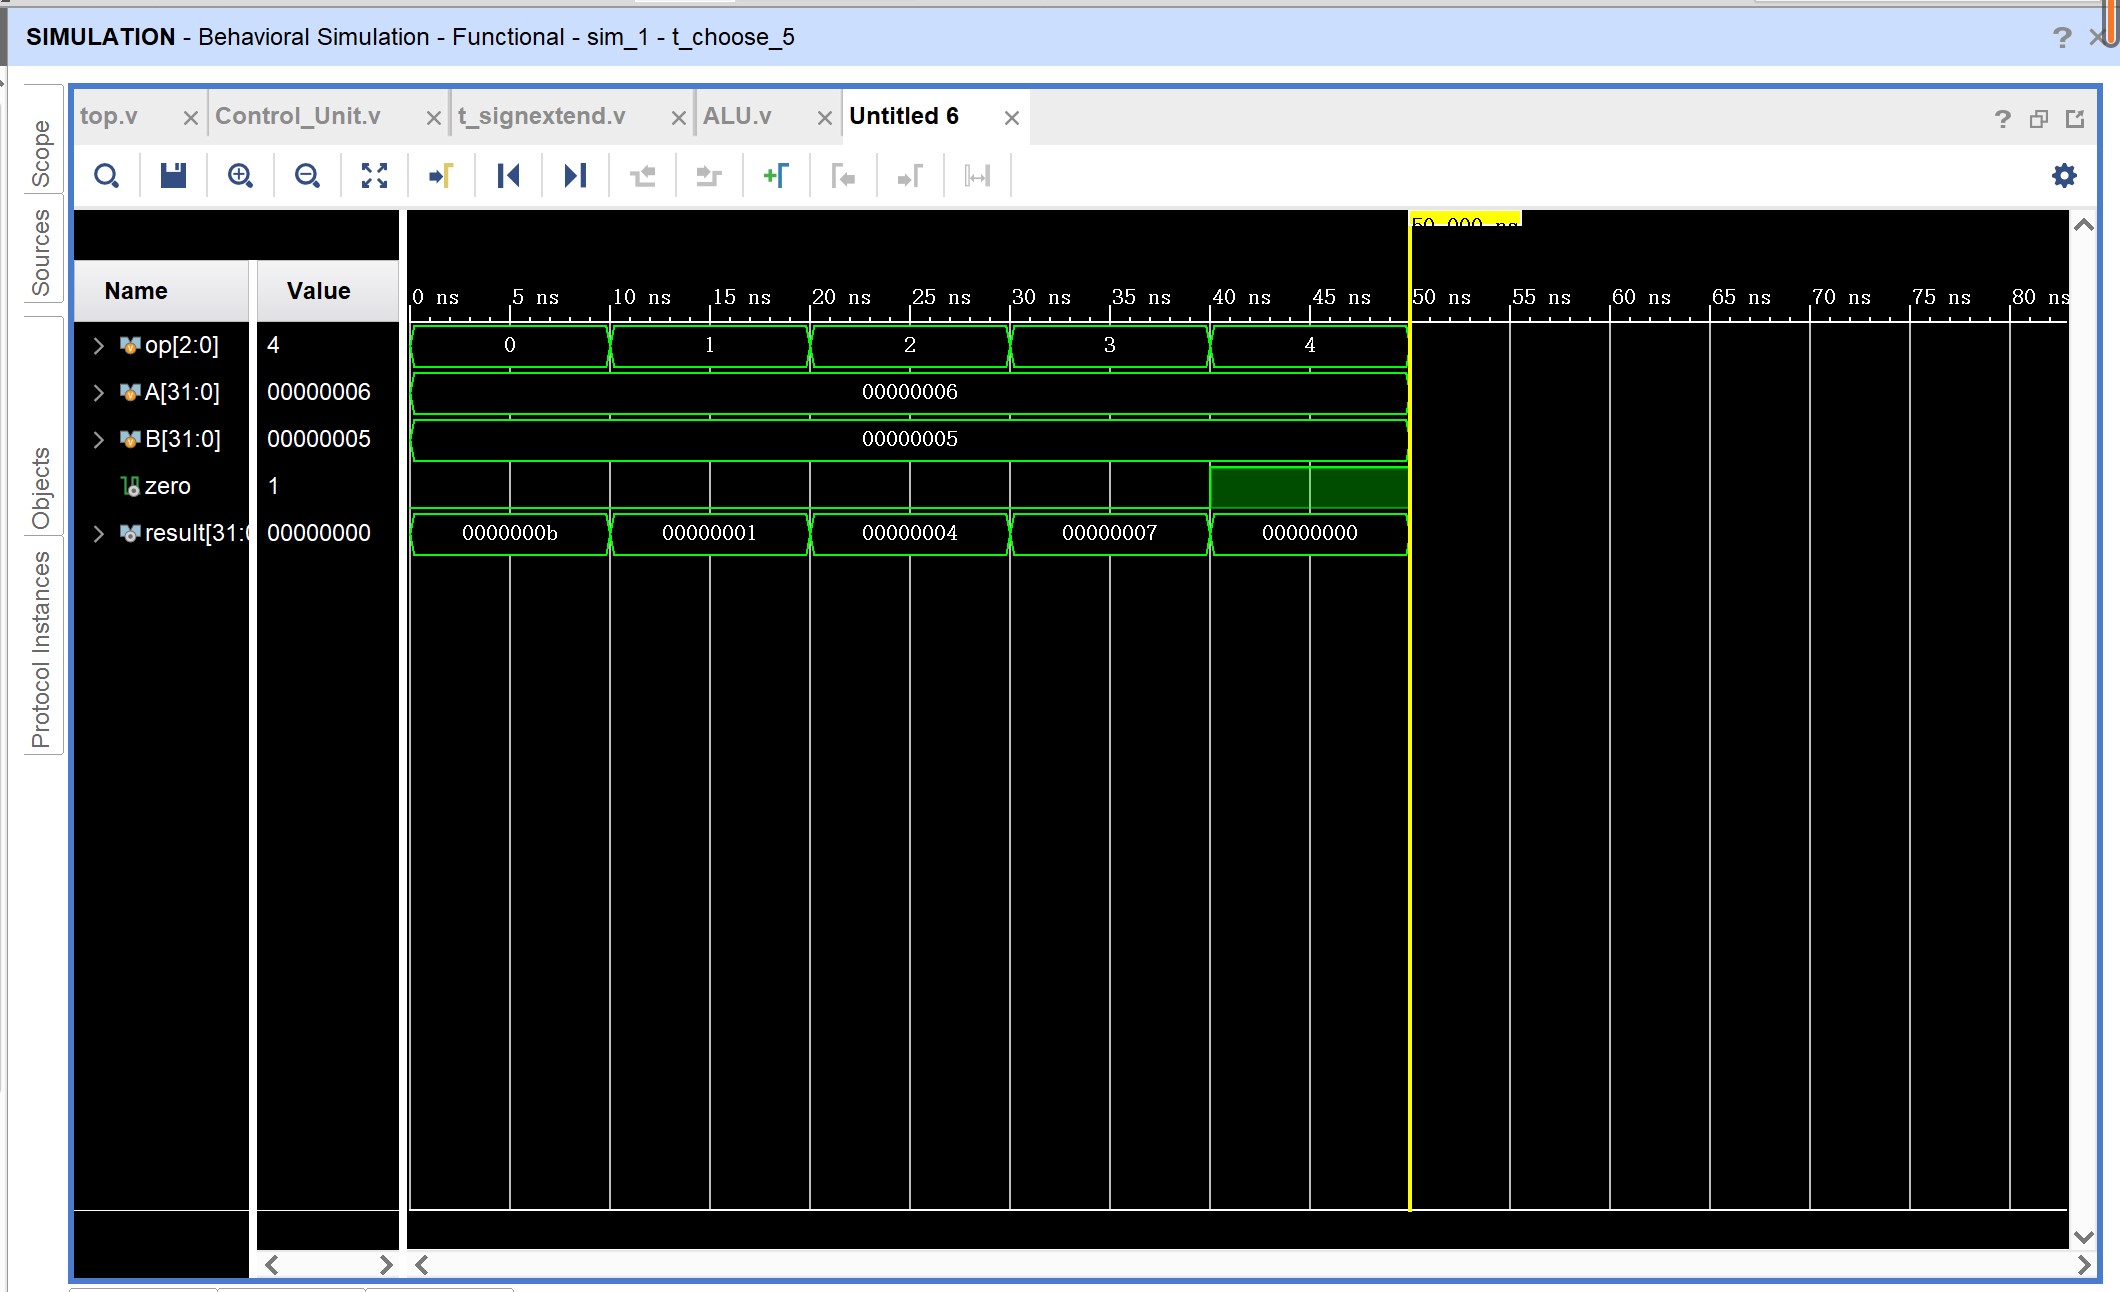 SIMULATION - Behavioral Simulation - Functional - sim_1 - t_choose_5
top.v Control_Unit.v t_signextend.v ALU.v Untitled 6
Scope
Sources
Objects
Protocol Instances
50.000 ns
Name Value
0 ns 5 ns 10 ns 15 ns 20 ns 25 ns 30 ns 35 ns 40 ns 45 ns 50 ns 55 ns 60 ns 65 ns 70 ns 75 ns 80 ns
op[2:0] 4 0 1 2 3 4
A[31:0] 00000006 00000006
B[31:0] 00000005 00000005
zero 1
result[31:0 00000000 0000000b 00000001 00000004 00000007 00000000